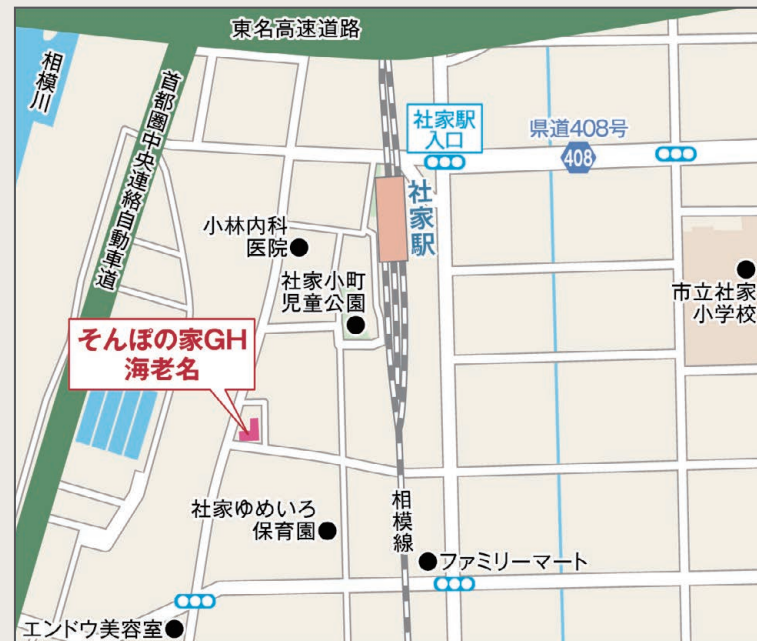 東名高速道路
相模川
首都圏中央連絡自動車道
社家駅
入口
県道408号
408
社家駅
小林内科
医院
社家小町
児童公園
市立社家
小学校
そんぽの家GH
海老名
社家ゆめいろ
保育園
相模線
ファミリーマート
エンドウ美容室